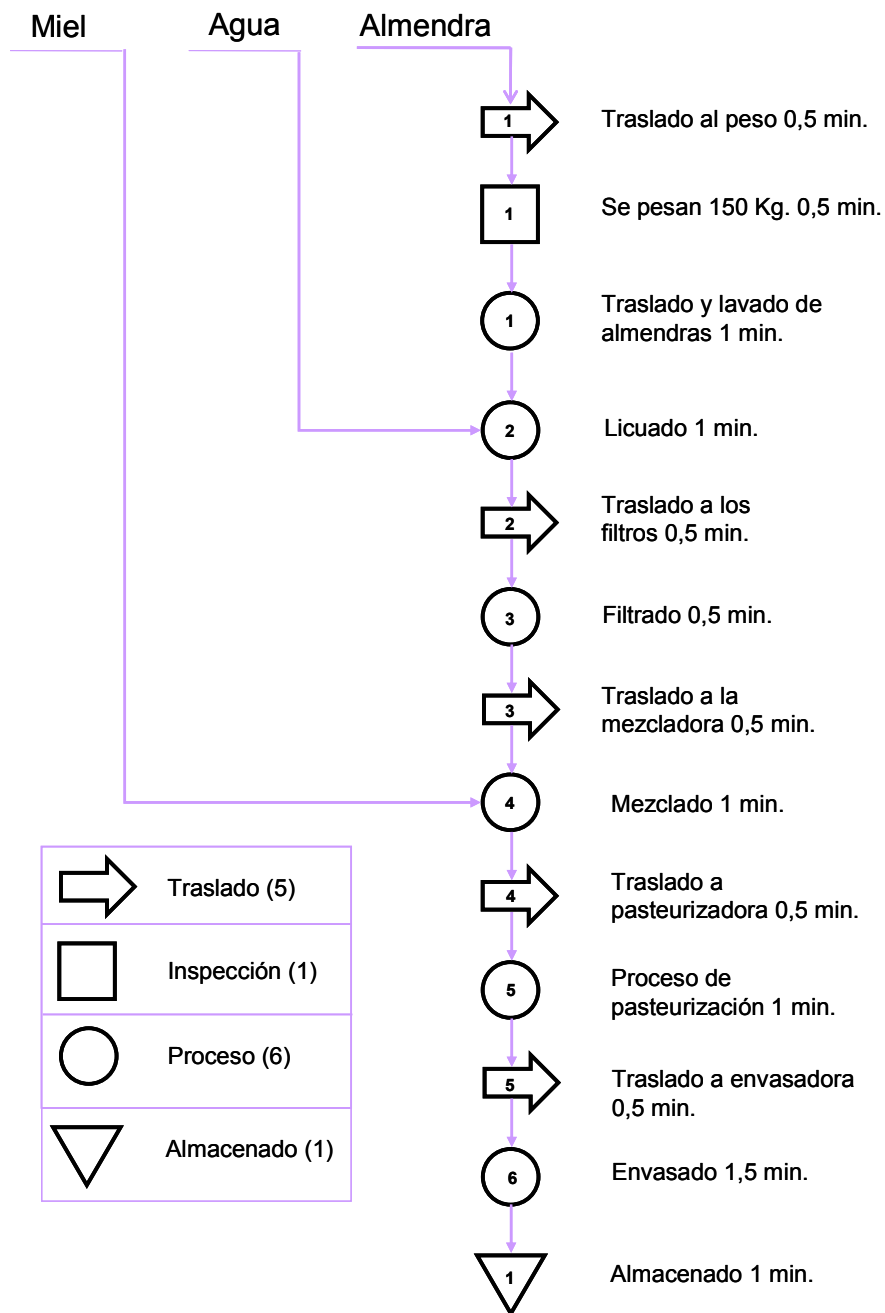 Miel
Agua
Almendra
1
Traslado al peso 0,5 min.
1
Se pesan 150 Kg. 0,5 min.
1
Traslado y lavado de
almendras 1 min.
2
Licuado 1 min.
2
Traslado a los
filtros 0,5 min.
3
Filtrado 0,5 min.
3
Traslado a la
mezcladora 0,5 min.
4
Mezclado 1 min.
4
Traslado a
pasteurizadora 0,5 min.
5
Proceso de
pasteurización 1 min.
5
Traslado a envasadora
0,5 min.
6
Envasado 1,5 min.
1
Almacenado 1 min.
Traslado (5)
Inspección (1)
Proceso (6)
Almacenado (1)